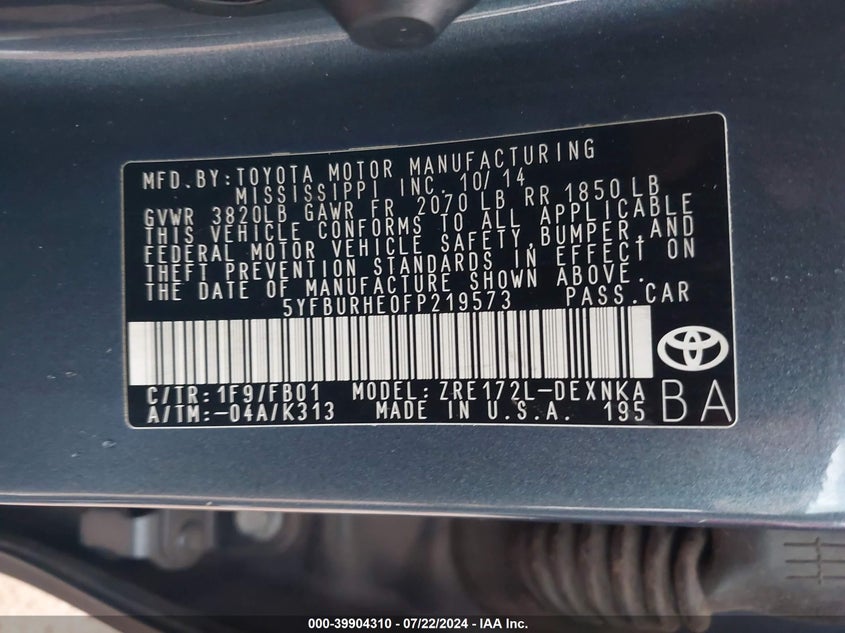 MFD.BY:TOYOTA MOTOR MANUFACTURING
MISSISSIPPI INC. 10/14
GVWR 3820LB GAWR FR 2070 LB RR 1850 LB
THIS VEHICLE CONFORMS TO ALL APPLICABLE
FEDERAL MOTOR VEHICLE SAFETY,BUMPER,AND
THEFT PREVENTION STANDARDS IN EFFECT ON
THE DATE OF MANUFACTURE SHOWN ABOVE.
5YFBURHE0FP219573 PASS.CAR
C/TR:1F9/FB01 MODEL:ZRE172L-DEXNKA
A/TM:-04A/K313 MADE IN U.S.A. 195
BA
000-39904310 - 07/22/2024 - IAA Inc.